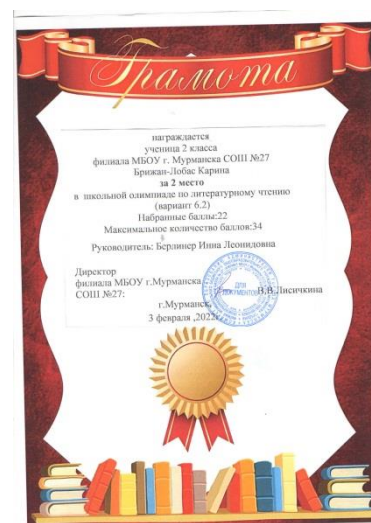 Грамота
награждается
ученица 2 класса
филиала МБОУ г. Мурманска СОШ №27
Брижан-Лобас Карина
за 2 место
в школьной олимпиаде по литературному чтению
(вариант 6.2)
Набранные баллы:22
Максимальное количество баллов:34
Руководитель: Берлинер Инна Леонидовна
Директор
филиала МБОУ г.Мурманска
СОШ №27: ДЛЯ ДОКУМЕНТОВ В.В.Лисичкина
г.Мурманск,
3 февраля ,2022г